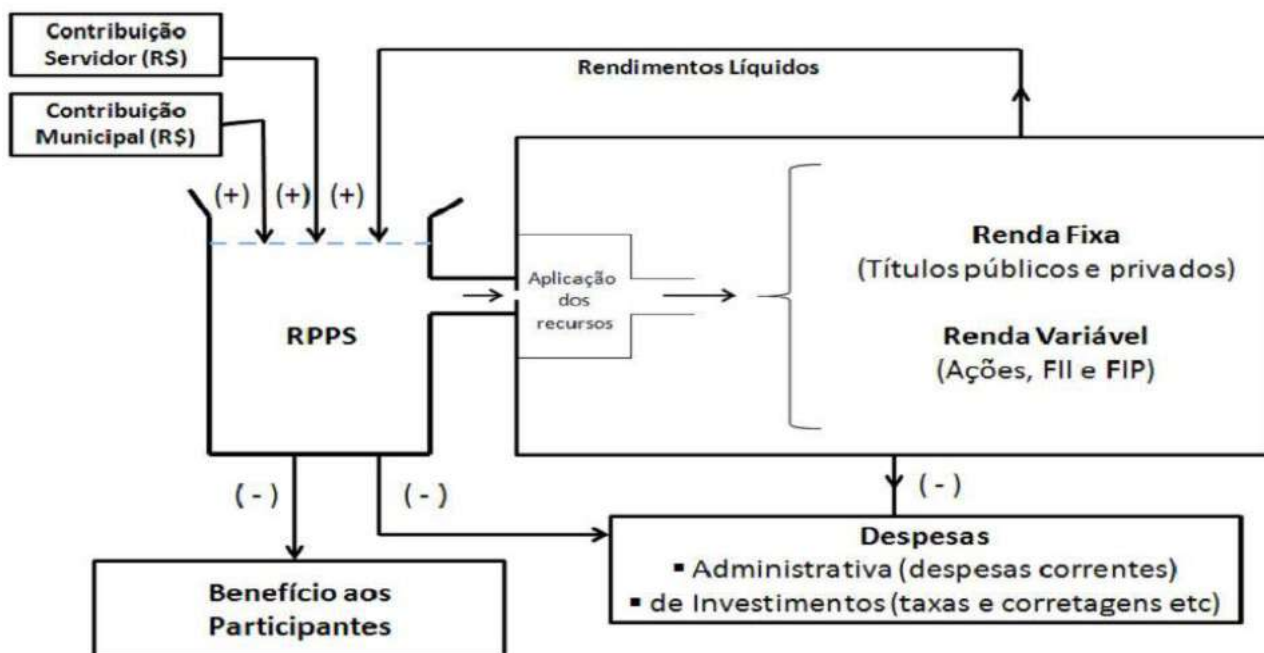 Contribuição
Servidor (R$)
Contribuição
Municipal (R$)
Rendimentos Líquidos
(+) (+) (+)
RPPS
Aplicação
dos
recursos
Renda Fixa
(Títulos públicos e privados)
Renda Variável
(Ações, FII e FIP)
(-)
(-)
(-)
Benefício aos
Participantes
Despesas
▪ Administrativa (despesas correntes)
▪ de Investimentos (taxas e corretagens etc)